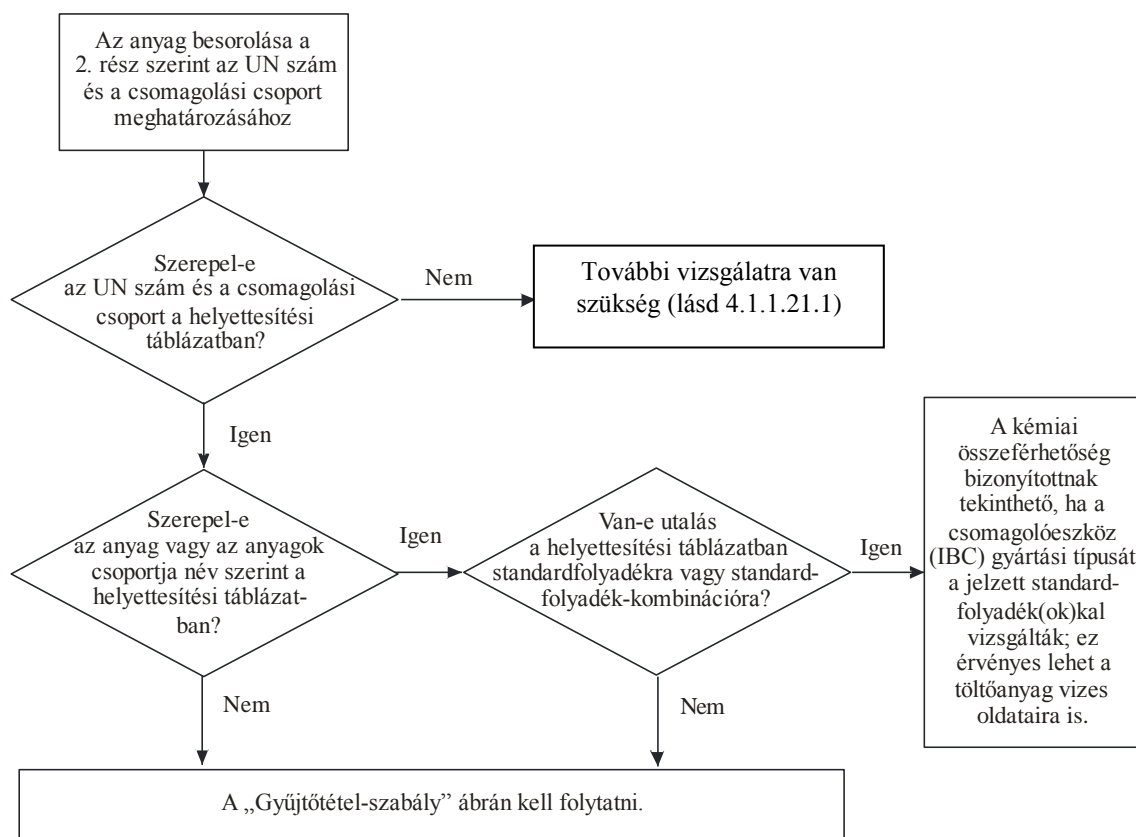 Az anyag besorolása a
2. rész szerint az UN szám
és a csomagolási csoport
meghatározásához
Szerepel-e
az UN szám és a csomagolási
csoport a helyettesítési
táblázatban?
Nem
További vizsgálatra van
szükség (lásd 4.1.1.21.1)
Igen
Szerepel-e
az anyag vagy az anyagok
csoportja név szerint a
helyettesítési táblázat-
ban?
Igen
Van-e utalás
a helyettesítési táblázatban
standardfolyadékra vagy standard-
folyadék-kombinációra?
Igen
A kémiai
összeférhetőség
bizonyítottnak
tekinthető, ha a
csomagolóeszköz
(IBC) gyártási típusát
a jelzett standard-
folyadék(ok)kal
vizsgálták; ez
érvényes lehet a
töltőanyag vizes
oldataira is.
Nem
Nem
A „Gyűjtőtétel-szabály” ábrán kell folytatni.